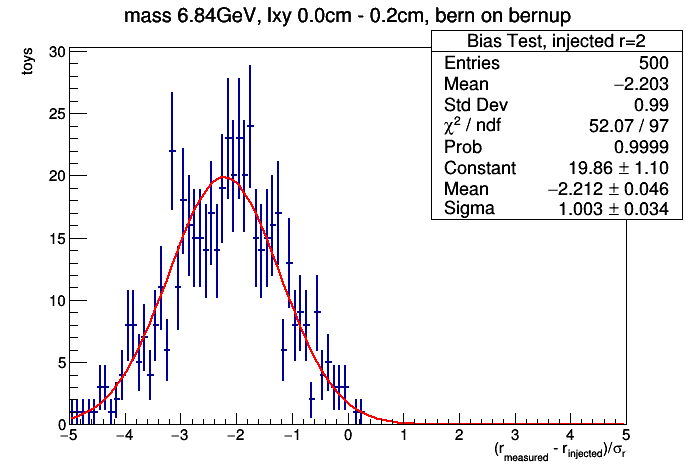 mass 6.84GeV, lxy 0.0cm - 0.2cm, bern on bernup
Bias Test, injected r=2
Entries 500
Mean −2.203
Std Dev 0.99
χ² / ndf 52.07 / 97
Prob 0.9999
Constant 19.86 ± 1.10
Mean −2.212 ± 0.046
Sigma 1.003 ± 0.034
toys
30
25
20
15
10
5
0
−5 −4 −3 −2 −1 0 1 2 3 4 5
(r_measured - r_injected)/σ_r